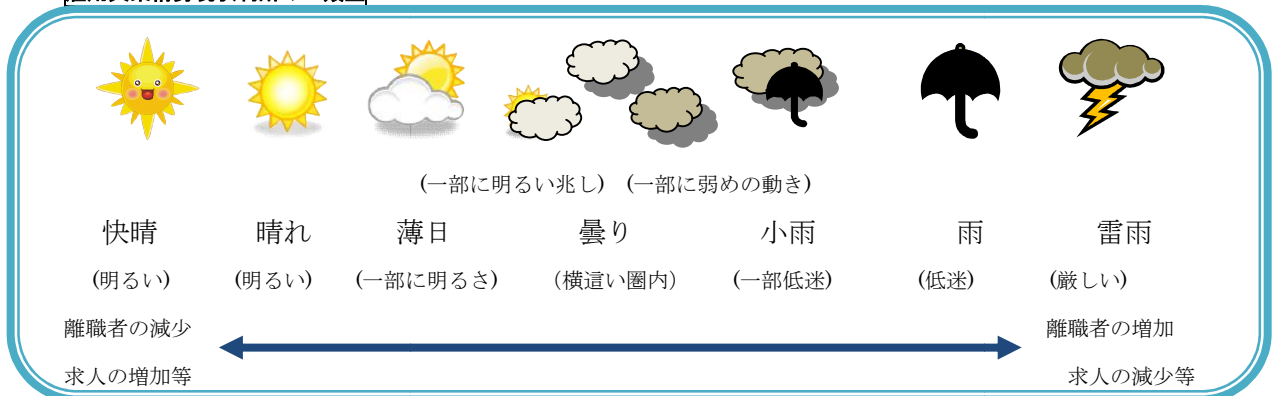 (一部に明るい兆し) (一部に弱めの動き)
快晴 晴れ 薄日 曇り 小雨 雨 雷雨
(明るい) (明るい) (一部に明るさ) (横這い圏内) (一部低迷) (低迷) (厳しい)
離職者の減少 離職者の増加
求人の増加等 求人の減少等